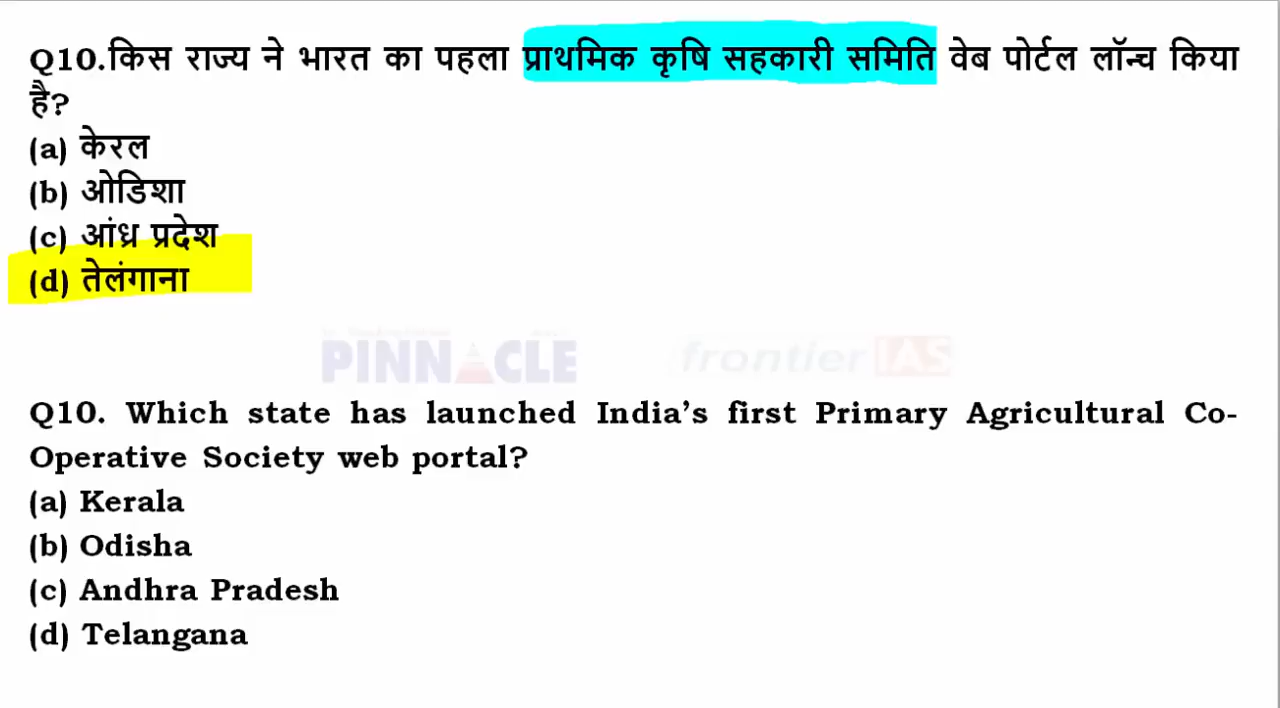 Q10.किस राज्य ने भारत का पहला प्राथमिक कृषि सहकारी समिति वेब पोर्टल लॉन्च किया
है?
(a) केरल
(b) ओडिशा
(c) आंध्र प्रदेश
(d) तेलंगाना
PINNACLE frontier IAS
Q10. Which state has launched India’s first Primary Agricultural Co-
Operative Society web portal?
(a) Kerala
(b) Odisha
(c) Andhra Pradesh
(d) Telangana